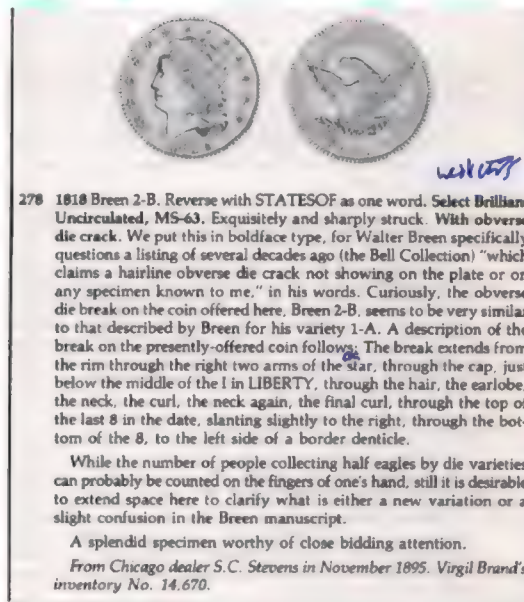 278 1818 Breen 2-B. Reverse with STATESOF as one word. Select Brillian
Uncirculated, MS-63. Exquisitely and sharply struck. With obverse
die crack. We put this in boldface type, for Walter Breen specifically
questions a listing of several decades ago (the Bell Collection) "which
claims a hairline obverse die crack not showing on the plate or on
any specimen known to me," in his words. Curiously, the obverse
die break on the coin offered here, Breen 2-B, seems to be very similar
to that described by Breen for his variety 1-A. A description of the
break on the presently-offered coin follows: The break extends from
the rim through the right two arms of the star, through the cap, just
below the middle of the I in LIBERTY, through the hair, the earlobe,
the neck, the curl, the neck again, the final curl, through the top of
the last 8 in the date, slanting slightly to the right, through the bot-
tom of the 8, to the left side of a border denticle.
While the number of people collecting half eagles by die varieties
can probably be counted on the fingers of one's hand, still it is desirable
to extend space here to clarify what is either a new variation or a
slight confusion in the Breen manuscript.
A splendid specimen worthy of close bidding attention.
From Chicago dealer S.C. Stevens in November 1895. Virgil Brand's
inventory No. 14,670.